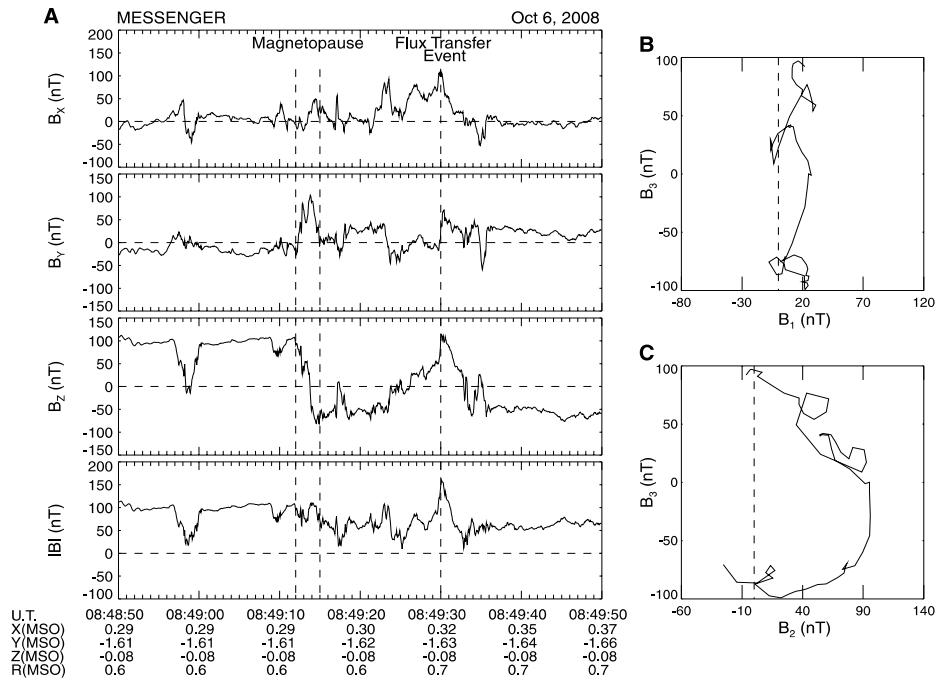 A
MESSENGER Oct 6, 2008
Magnetopause Flux Transfer
Event
200
150
100
50
0
-50
-100
BX (nT)
150
100
50
0
-50
-100
-150
BY (nT)
150
100
50
0
-50
-100
-150
BZ (nT)
200
150
100
50
0
-50
-100
|B| (nT)
U.T. 08:48:50 08:49:00 08:49:10 08:49:20 08:49:30 08:49:40 08:49:50
X(MSO) 0.29 0.29 0.29 0.30 0.32 0.35 0.37
Y(MSO) -1.61 -1.61 -1.61 -1.62 -1.63 -1.64 -1.66
Z(MSO) -0.08 -0.08 -0.08 -0.08 -0.08 -0.08 -0.08
R(MSO) 0.6 0.6 0.6 0.6 0.7 0.7 0.7
B
100
50
0
-50
-100
B3 (nT)
-80 -30 20 70 120
B1 (nT)
C
100
50
0
-50
-100
B3 (nT)
-60 -10 40 90 140
B2 (nT)